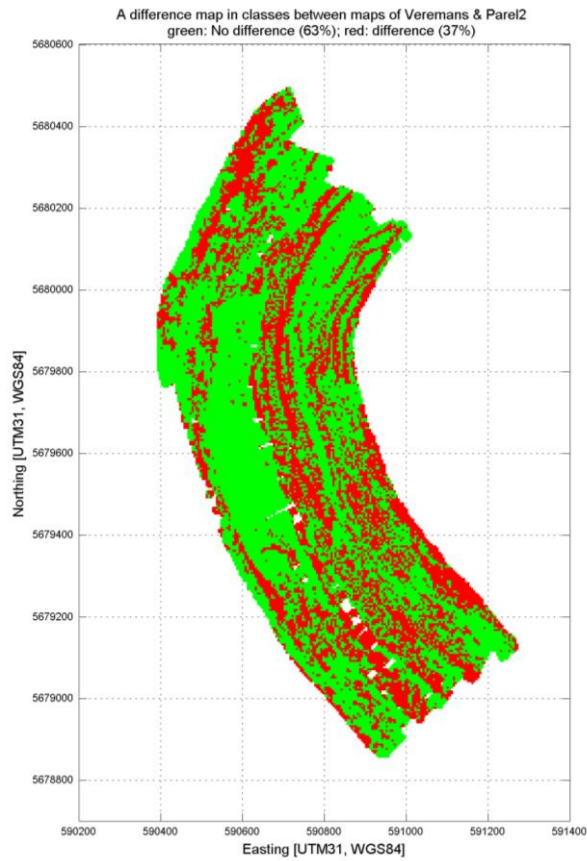 A difference map in classes between maps of Veremans & Parel2
green: No difference (63%); red: difference (37%)
5680600
5680400
5680200
5680000
5679800
5679600
5679400
5679200
5679000
5678800
Northing [UTM31, WGS84]
590200 590400 590600 590800 591000 591200 591400
Easting [UTM31, WGS84]